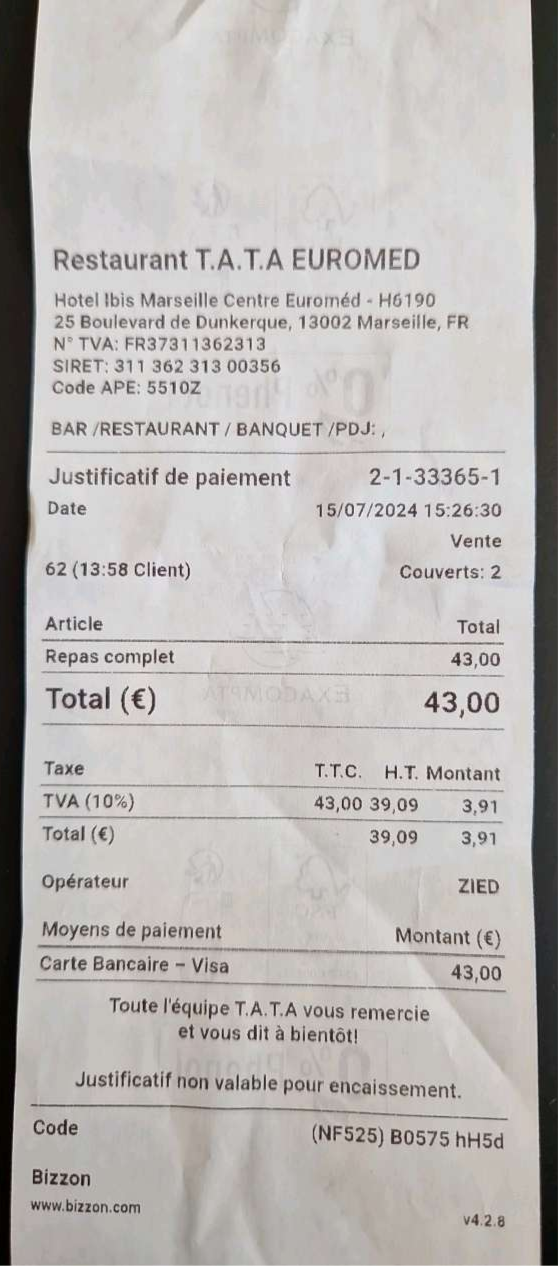 Restaurant T.A.T.A EUROMED
Hotel Ibis Marseille Centre Euroméd - H6190
25 Boulevard de Dunkerque, 13002 Marseille, FR
N° TVA: FR37311362313
SIRET: 311 362 313 00356
Code APE: 5510Z
BAR /RESTAURANT / BANQUET /PDJ: ,
Justificatif de paiement 2-1-33365-1
Date 15/07/2024 15:26:30
Vente
62 (13:58 Client) Couverts: 2
Article Total
Repas complet 43,00
Total (€) 43,00
Taxe T.T.C. H.T. Montant
TVA (10%) 43,00 39,09 3,91
Total (€) 39,09 3,91
Opérateur ZIED
Moyens de paiement Montant (€)
Carte Bancaire – Visa 43,00
Toute l'équipe T.A.T.A vous remercie
et vous dit à bientôt!
Justificatif non valable pour encaissement.
Code (NF525) B0575 hH5d
Bizzon
www.bizzon.com
v4.2.8